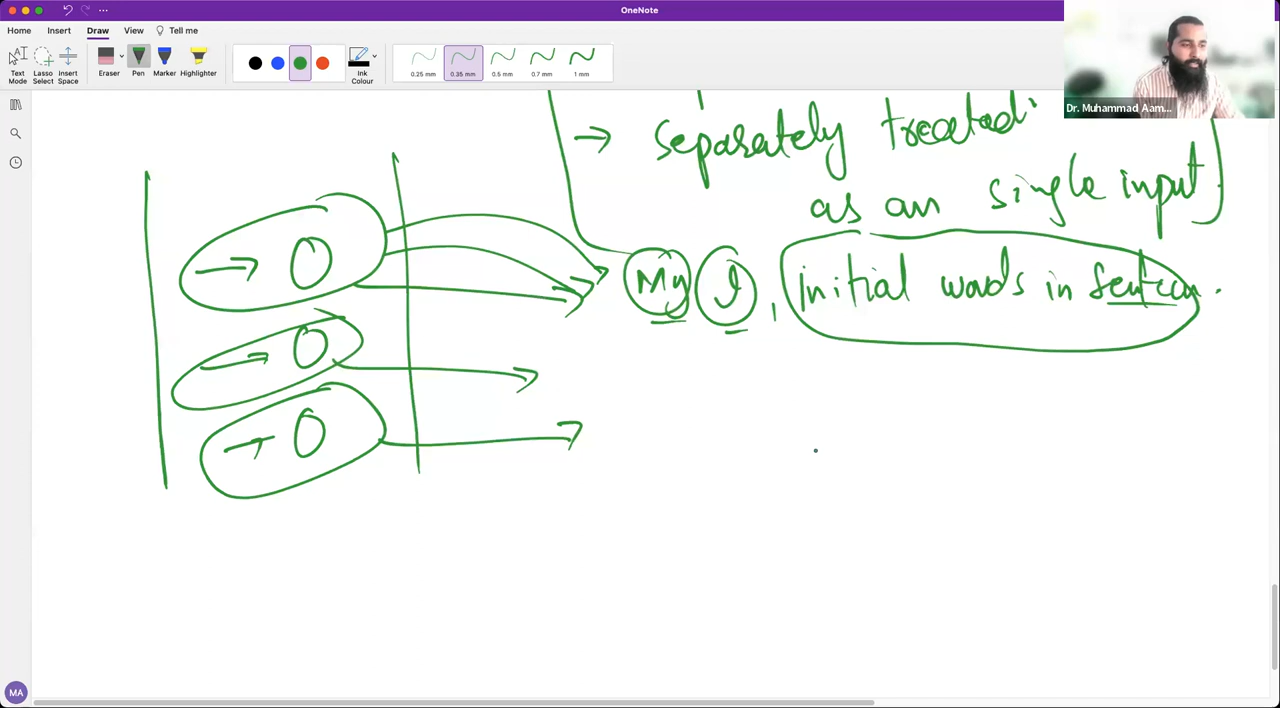 OneNote
Home Insert Draw View Tell me
Text Mode
Lasso Select
Insert Space
Eraser
Pen
Marker
Highlighter
Ink Colour
0.25 mm
0.35 mm
0.5 mm
0.7 mm
1 mm
Dr. Muhammad Aam...
→ separately treated
as an single input
My I , initial words in
MA